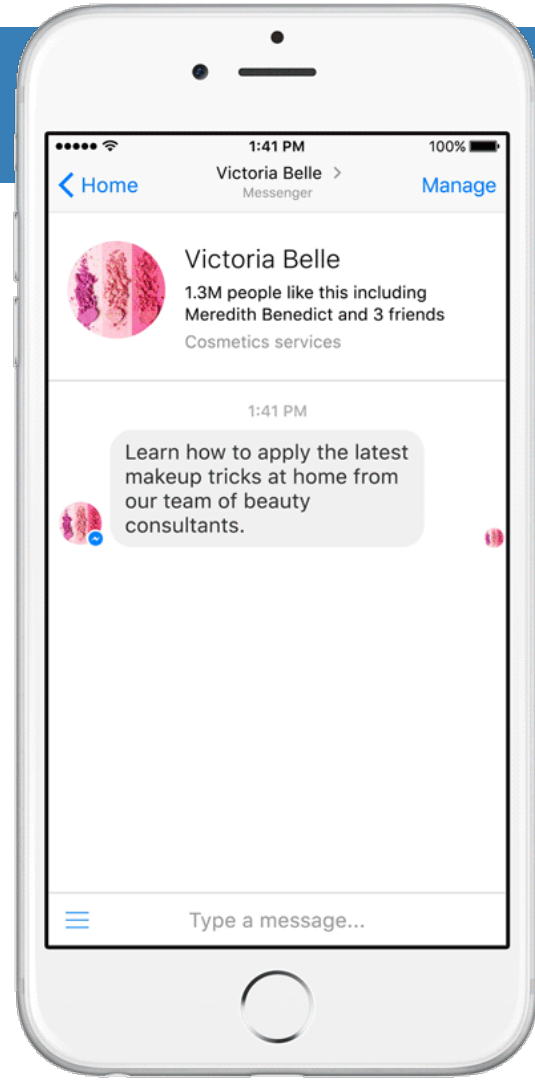 1:41 PM
100%
Home
Victoria Belle
Messenger
Manage
Victoria Belle
1.3M people like this including
Meredith Benedict and 3 friends
Cosmetics services
1:41 PM
Learn how to apply the latest
makeup tricks at home from
our team of beauty
consultants.
Type a message...